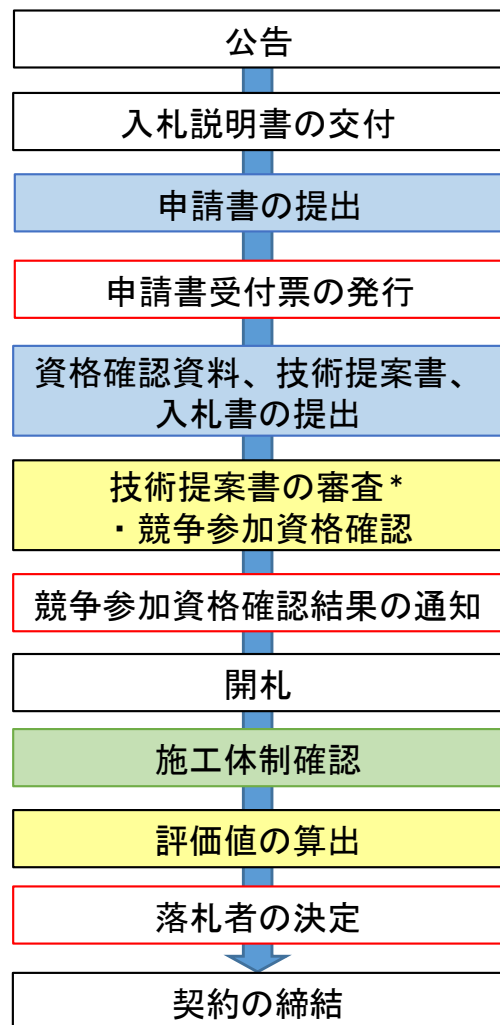 公告
入札説明書の交付
申請書の提出
申請書受付票の発行
資格確認資料、技術提案書、
入札書の提出
技術提案書の審査*
・競争参加資格確認
競争参加資格確認結果の通知
開札
施工体制確認
評価値の算出
落札者の決定
契約の締結